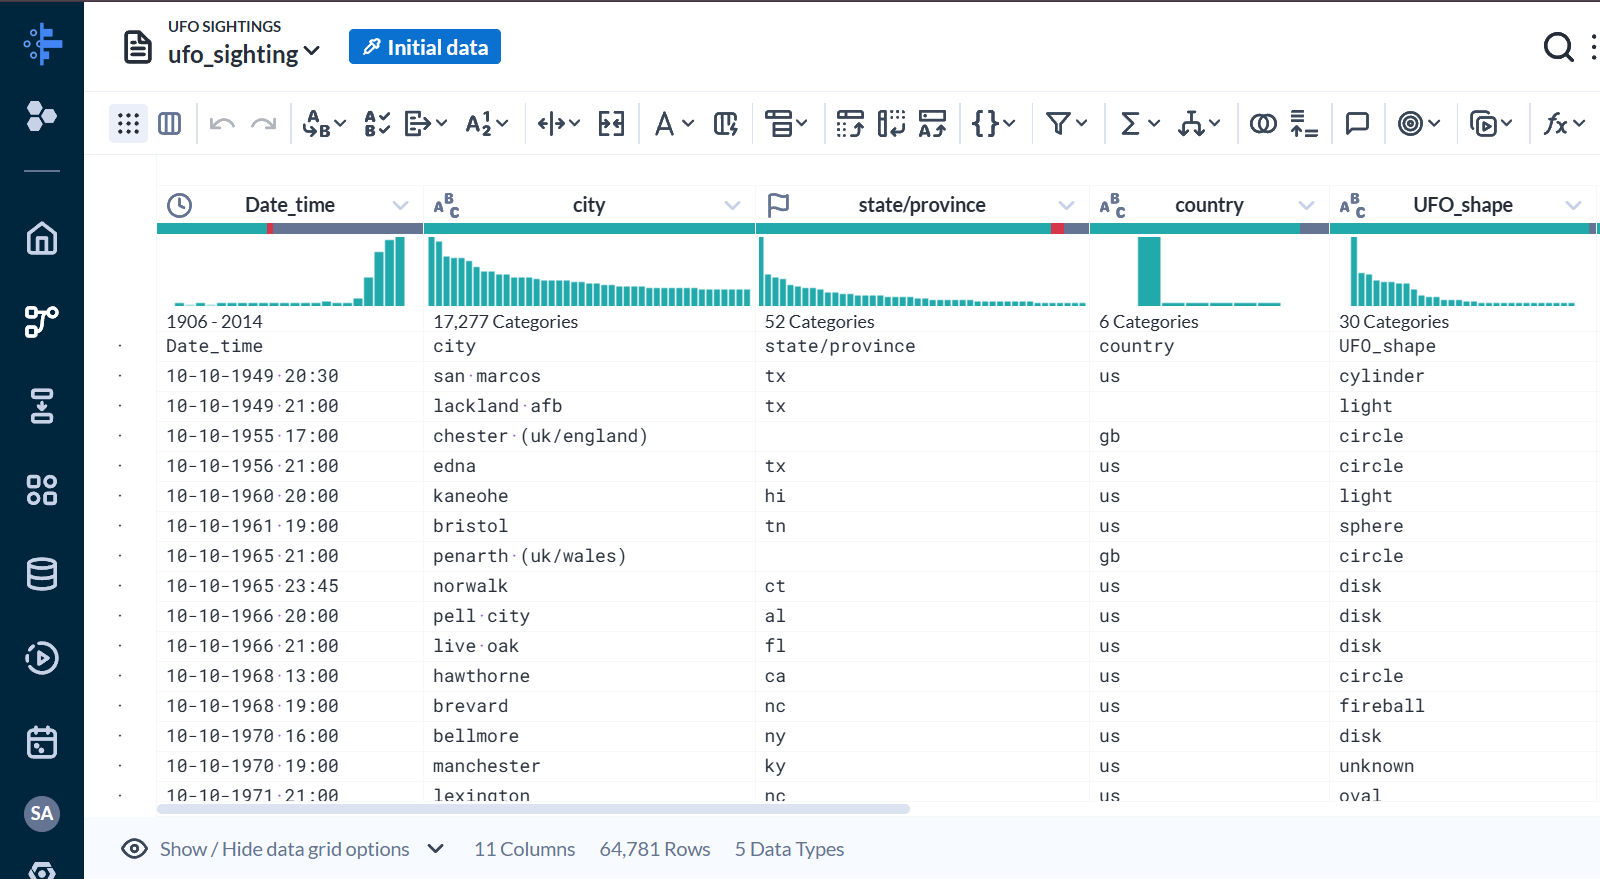 UFO SIGHTINGS
ufo_sighting
Initial data
Date_time city state/province country UFO_shape
1906 - 2014 17,277 Categories 52 Categories 6 Categories 30 Categories
Date_time city state/province country UFO_shape
10-10-1949·20:30 san·marcos tx us cylinder
10-10-1949·21:00 lackland·afb tx light
10-10-1955·17:00 chester·(uk/england) gb circle
10-10-1956·21:00 edna tx us circle
10-10-1960·20:00 kaneohe hi us light
10-10-1961·19:00 bristol tn us sphere
10-10-1965·21:00 penarth·(uk/wales) gb circle
10-10-1965·23:45 norwalk ct us disk
10-10-1966·20:00 pell·city al us disk
10-10-1966·21:00 live·oak fl us disk
10-10-1968·13:00 hawthorne ca us circle
10-10-1968·19:00 brevard nc us fireball
10-10-1970·16:00 bellmore ny us disk
10-10-1970·19:00 manchester ky us unknown
10-10-1971·21:00 lexington nc us oval
SA
Show / Hide data grid options 11 Columns 64,781 Rows 5 Data Types